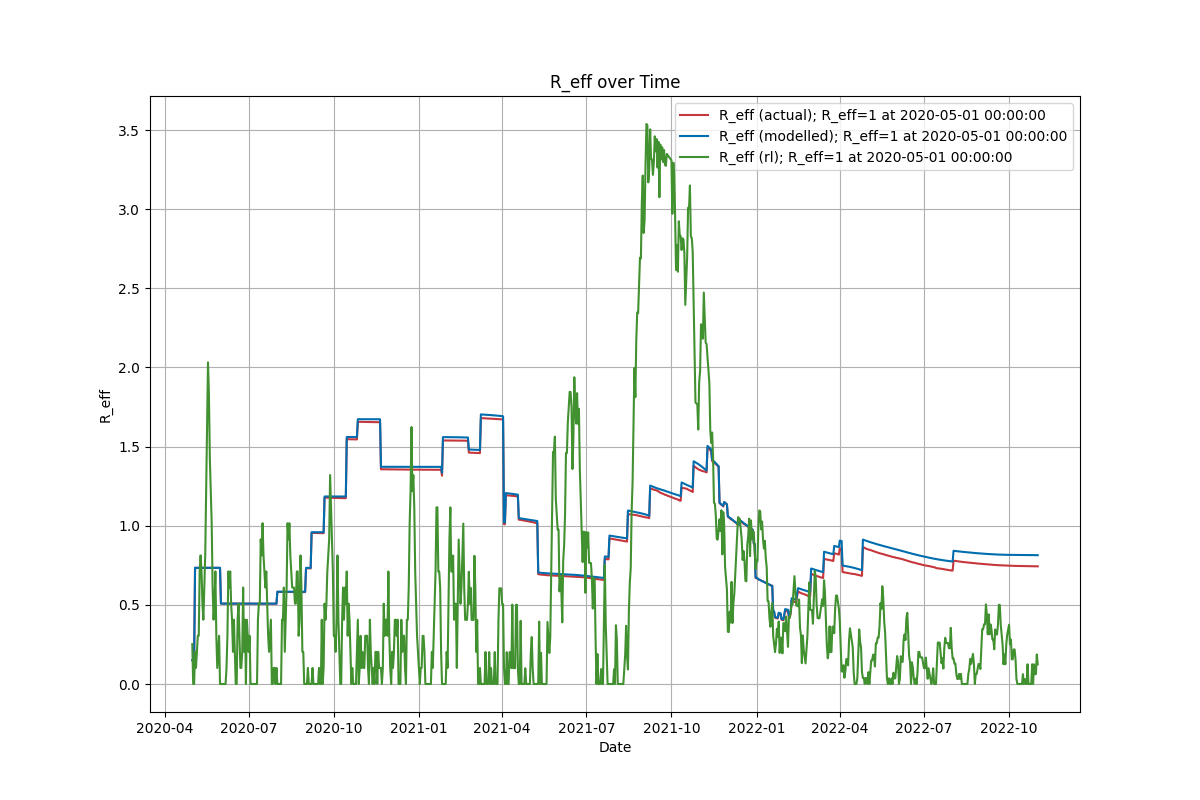 R_eff over Time
R_eff (actual); R_eff=1 at 2020-05-01 00:00:00
R_eff (modelled); R_eff=1 at 2020-05-01 00:00:00
R_eff (rl); R_eff=1 at 2020-05-01 00:00:00
3.5
3.0
2.5
2.0
1.5
1.0
0.5
0.0
R_eff
2020-04 2020-07 2020-10 2021-01 2021-04 2021-07 2021-10 2022-01 2022-04 2022-07 2022-10
Date